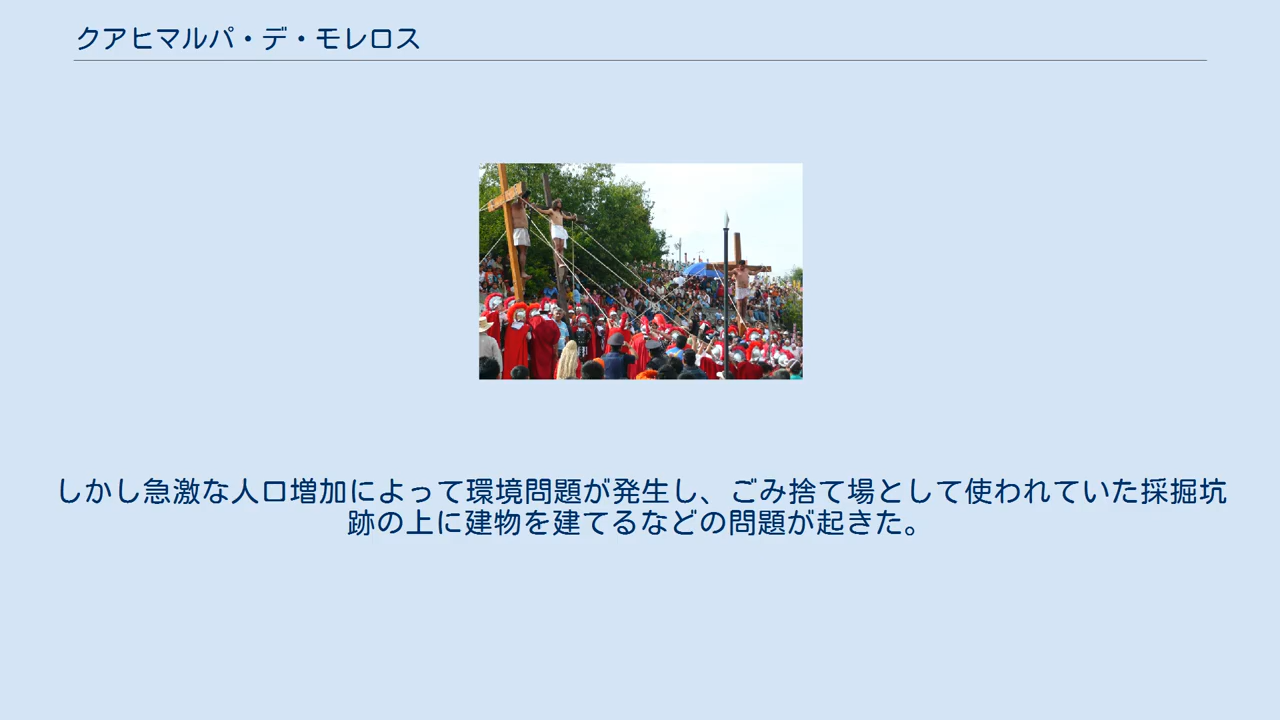 クアヒマルパ・デ・モレロス
しかし急激な人口増加によって環境問題が発生し、ごみ捨て場として使われていた採掘坑
跡の上に建物を建てるなどの問題が起きた。